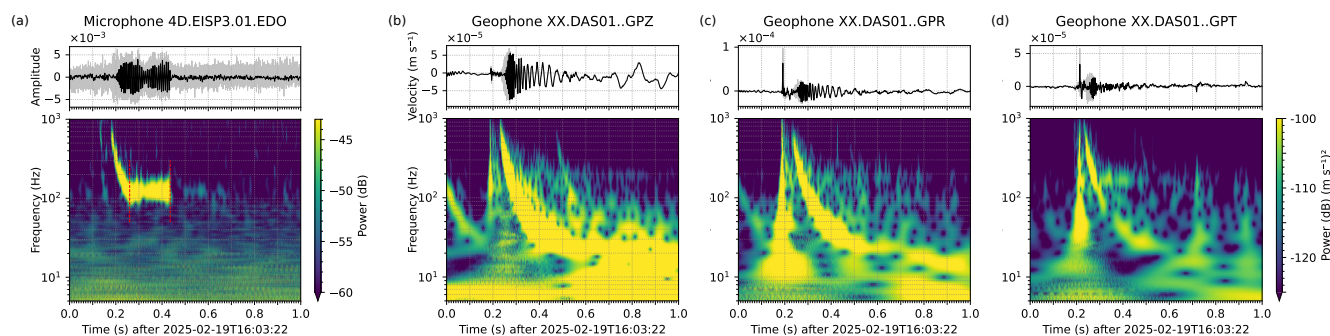 (a) Microphone 4D.EISP3.01.EDO
×10⁻³
Amplitude
5
0
−5
10³
10²
10¹
Frequency (Hz)
0.0 0.2 0.4 0.6 0.8 1.0
Time (s) after 2025-02-19T16:03:22
−45
−50
−55
−60
Power (dB)
(b) Geophone XX.DAS01..GPZ
×10⁻⁵
Velocity (m s⁻¹)
5
0
−5
10³
10²
10¹
Frequency (Hz)
0.0 0.2 0.4 0.6 0.8 1.0
Time (s) after 2025-02-19T16:03:22
(c) Geophone XX.DAS01..GPR
×10⁻⁴
1
0
10³
10²
10¹
0.0 0.2 0.4 0.6 0.8 1.0
Time (s) after 2025-02-19T16:03:22
(d) Geophone XX.DAS01..GPT
×10⁻⁵
5
0
10³
10²
10¹
0.0 0.2 0.4 0.6 0.8 1.0
Time (s) after 2025-02-19T16:03:22
-100
-110
-120
Power (dB m s⁻¹)²